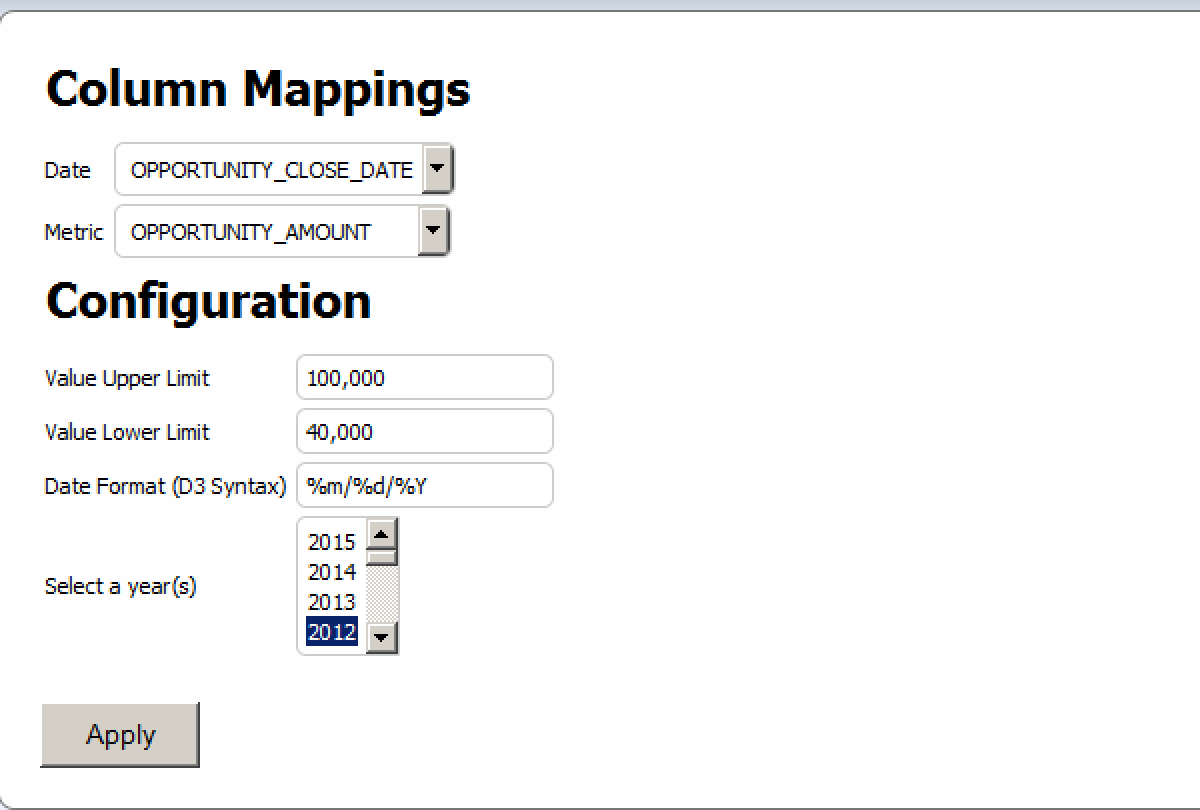 Column Mappings
Date OPPORTUNITY_CLOSE_DATE
Metric OPPORTUNITY_AMOUNT
Configuration
Value Upper Limit 100,000
Value Lower Limit 40,000
Date Format (D3 Syntax) %m/%d/%Y
2015
2014
Select a year(s)
2013
2012
Apply